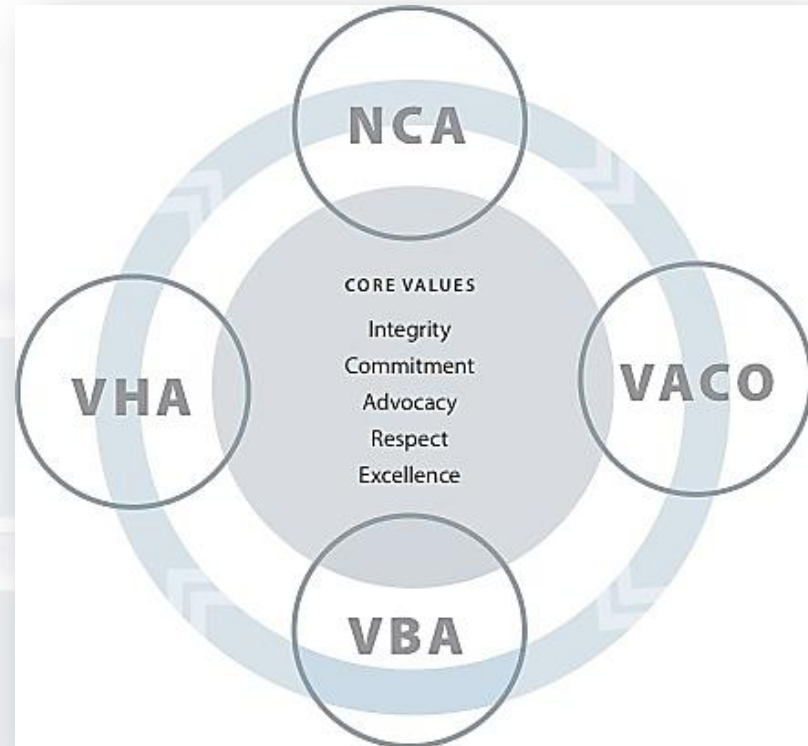 NCA
CORE VALUES
Integrity
Commitment
Advocacy
Respect
Excellence
VHA
VACO
VBA